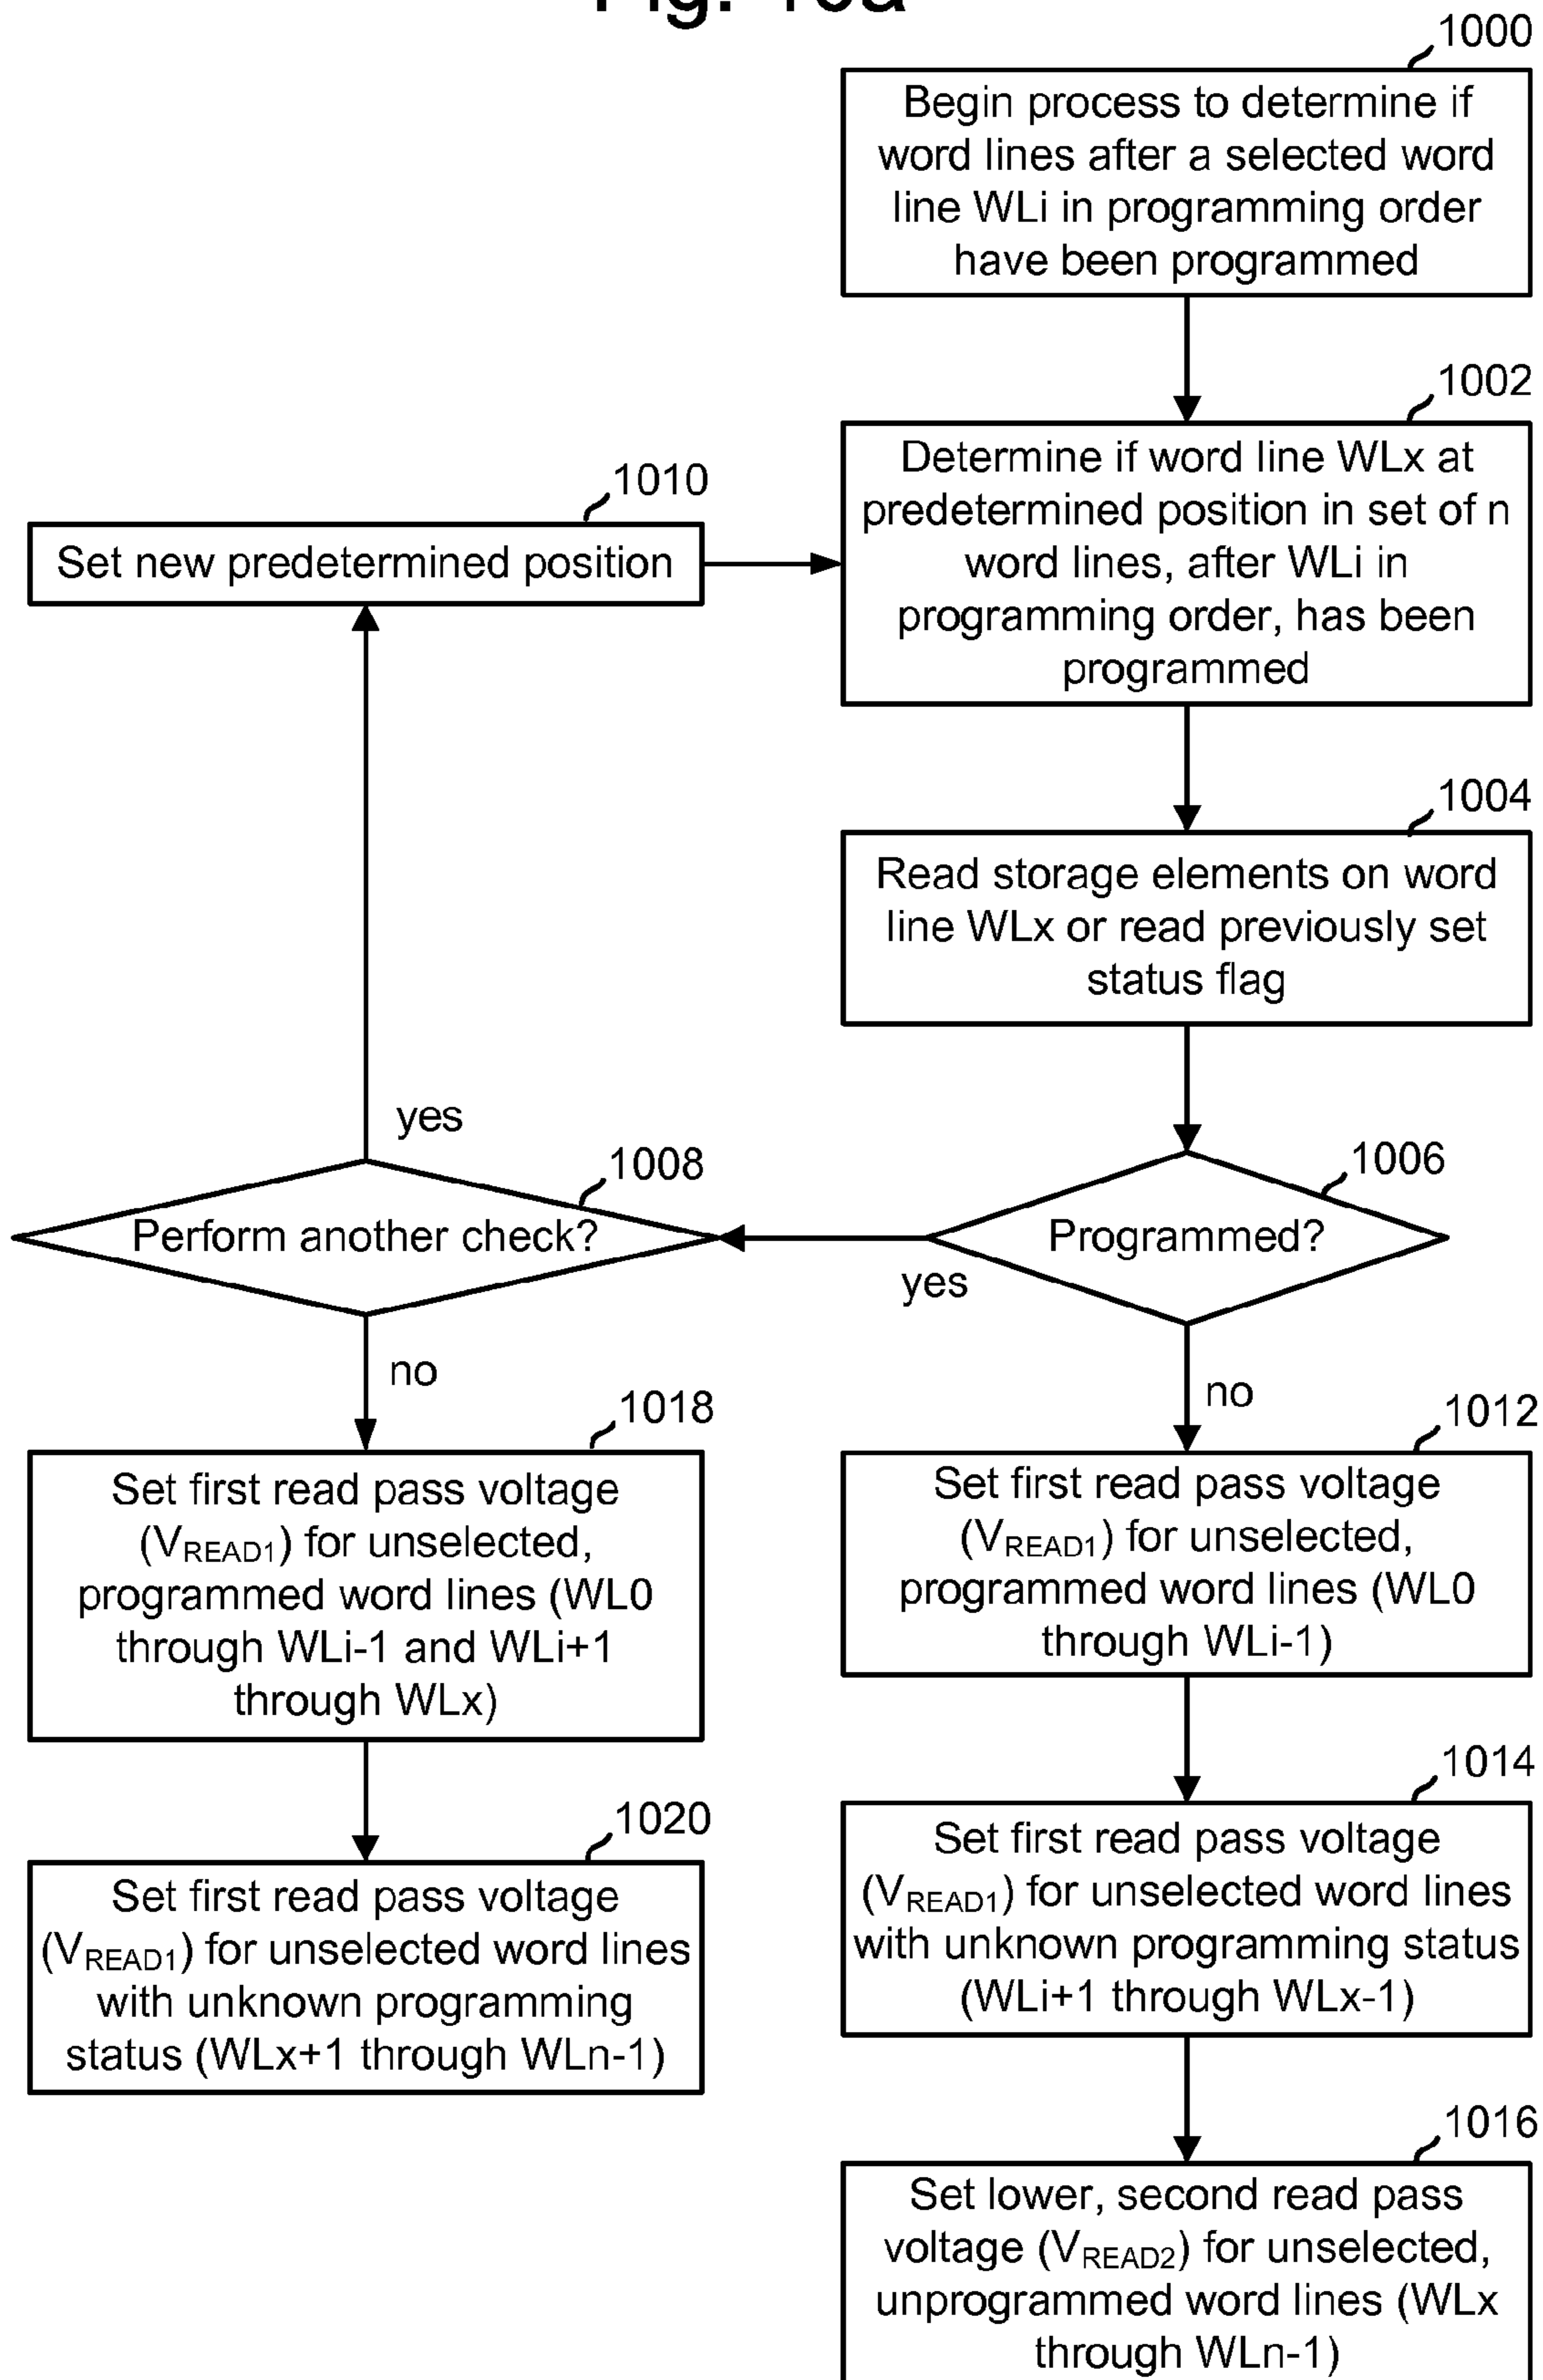 Fig. 10a
1000
Begin process to determine if
word lines after a selected word
line WLi in programming order
have been programmed
1002
Determine if word line WLx at
predetermined position in set of n
word lines, after WLi in
programming order, has been
programmed
1010
Set new predetermined position
1004
Read storage elements on word
line WLx or read previously set
status flag
yes
1008
Perform another check?
1006
Programmed?
yes
no
no
1018
Set first read pass voltage
(VREAD1) for unselected,
programmed word lines (WL0
through WLi-1 and WLi+1
through WLx)
1012
Set first read pass voltage
(VREAD1) for unselected,
programmed word lines (WL0
through WLi-1)
1020
Set first read pass voltage
(VREAD1) for unselected word lines
with unknown programming
status (WLx+1 through WLn-1)
1014
Set first read pass voltage
(VREAD1) for unselected word lines
with unknown programming status
(WLi+1 through WLx-1)
1016
Set lower, second read pass
voltage (VREAD2) for unselected,
unprogrammed word lines (WLx
through WLn-1)